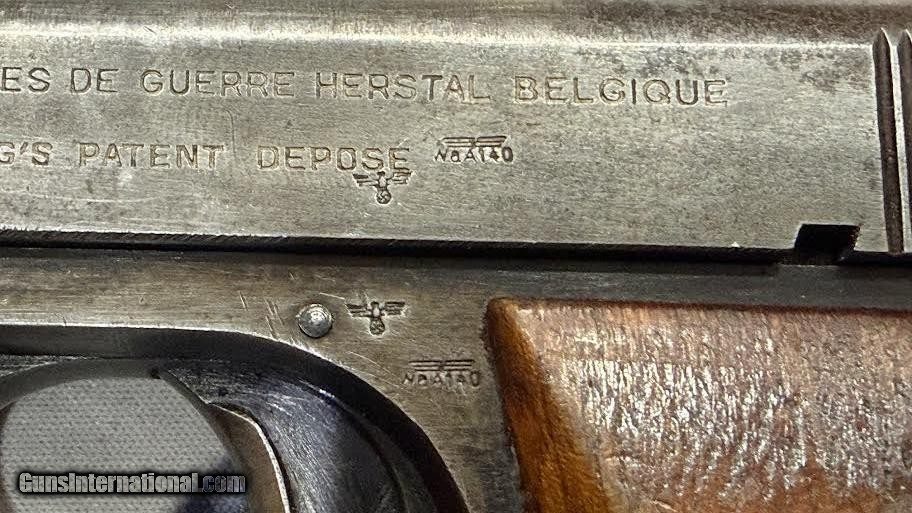 ES DE GUERRE HERSTAL BELGIQUE
G'S PATENT DEPOSE WaA140
WaA140
GunsInternational.com